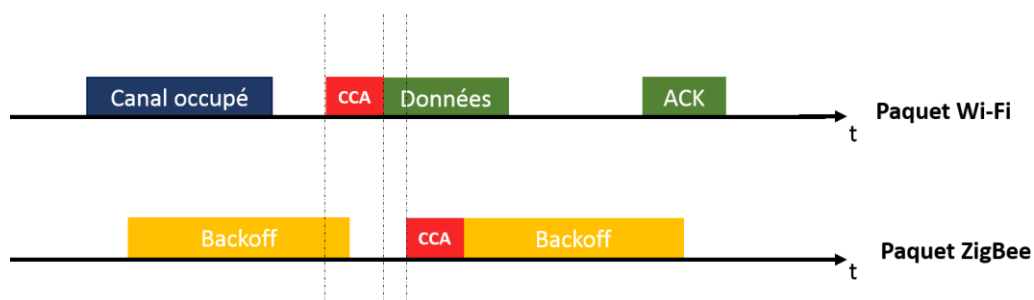 Canal occupé CCA Données ACK Paquet Wi-Fi
t
Backoff CCA Backoff Paquet ZigBee
t